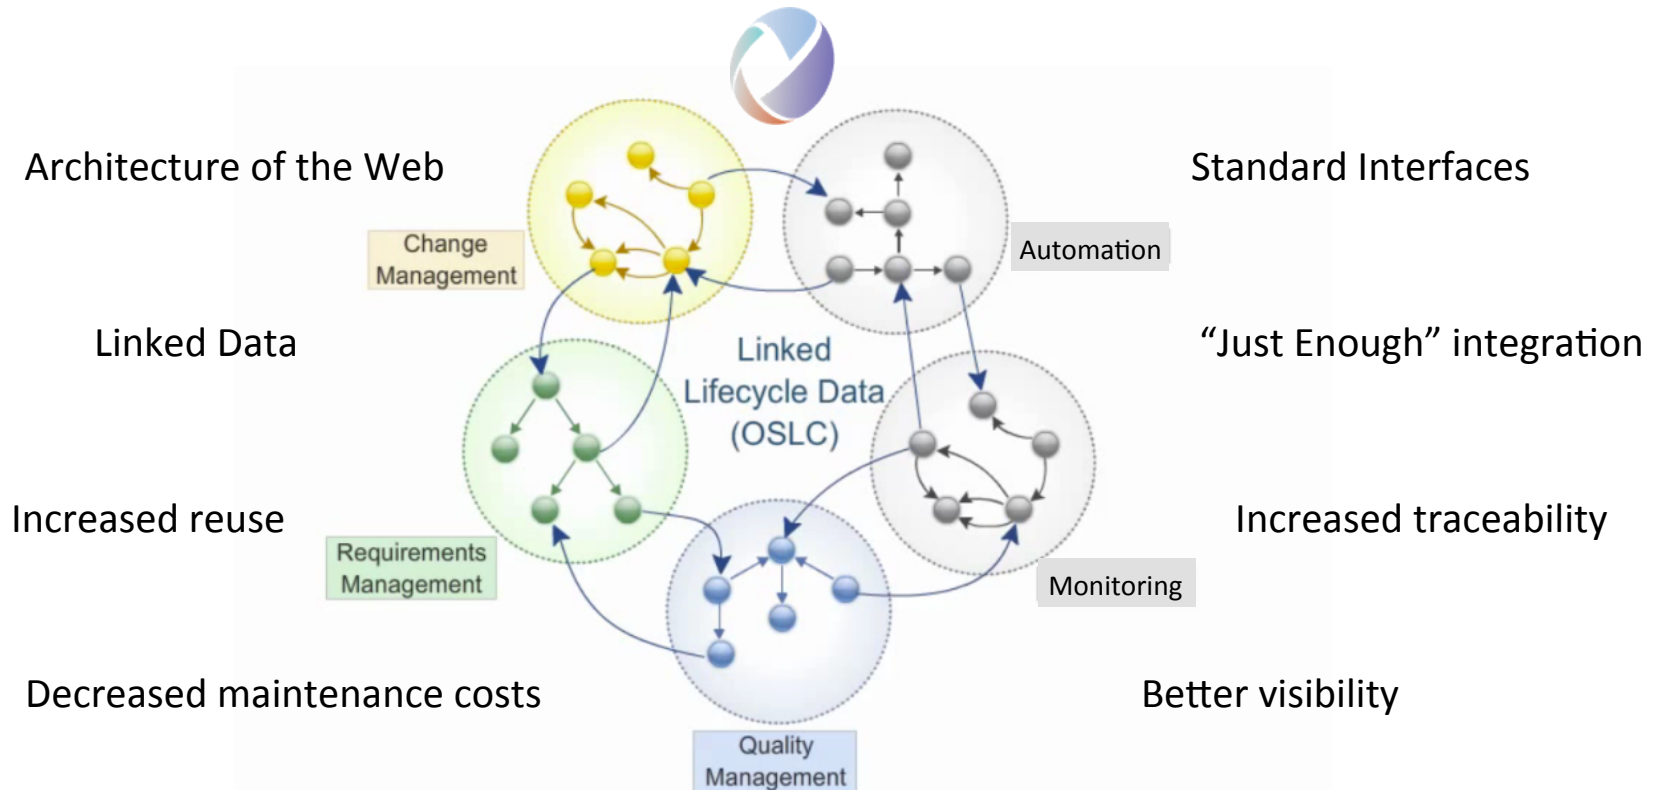 Architecture of the Web
Standard Interfaces
Change
Management
Automation
Linked Data
Linked
Lifecycle Data
(OSLC)
“Just Enough” integration
Increased reuse
Increased traceability
Requirements
Management
Monitoring
Decreased maintenance costs
Better visibility
Quality
Management